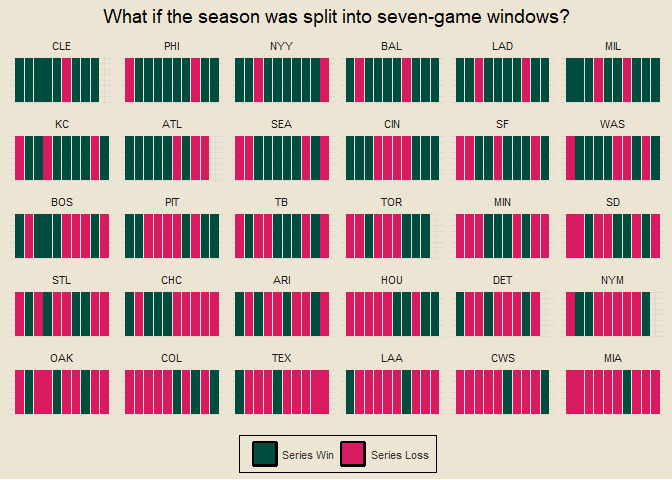 What if the season was split into seven-game windows?
CLE PHI NYY BAL LAD MIL
KC ATL SEA CIN SF WAS
BOS PIT TB TOR MIN SD
STL CHC ARI HOU DET NYM
OAK COL TEX LAA CWS MIA
Series Win Series Loss